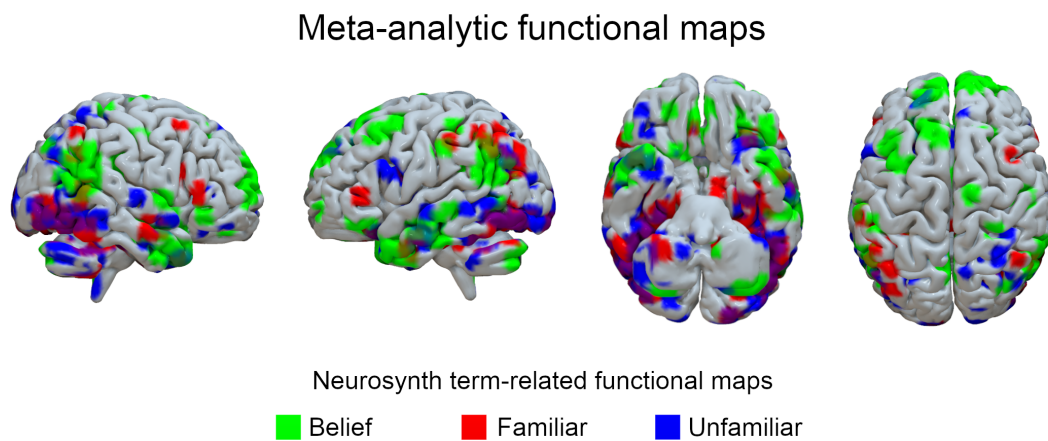 Meta-analytic functional maps
Neurosynth term-related functional maps
Belief Familiar Unfamiliar